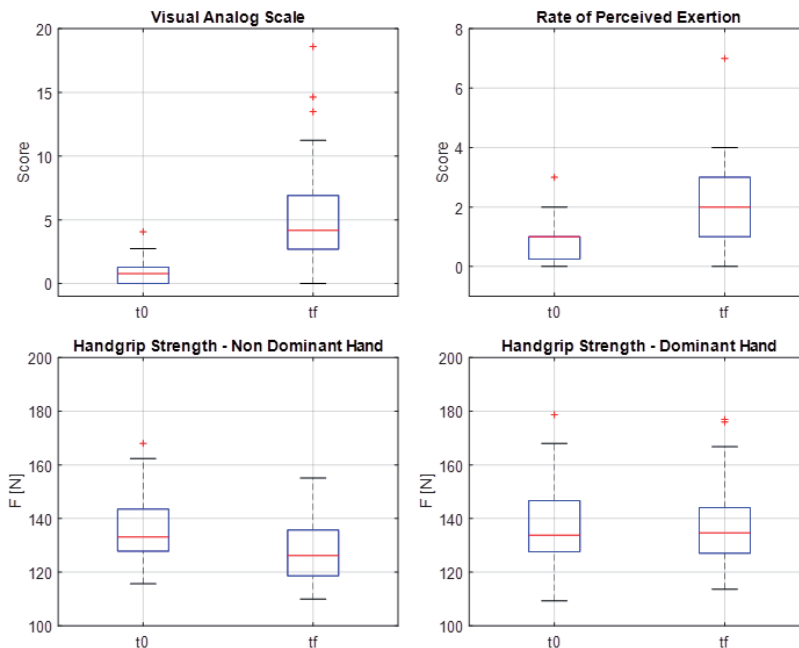 Visual Analog Scale
20
15
10
5
0
Score
t0
tf
Rate of Perceived Exertion
8
6
4
2
0
Score
t0
tf
Handgrip Strength - Non Dominant Hand
200
180
160
140
120
100
F [N]
t0
tf
Handgrip Strength - Dominant Hand
200
180
160
140
120
100
F [N]
t0
tf